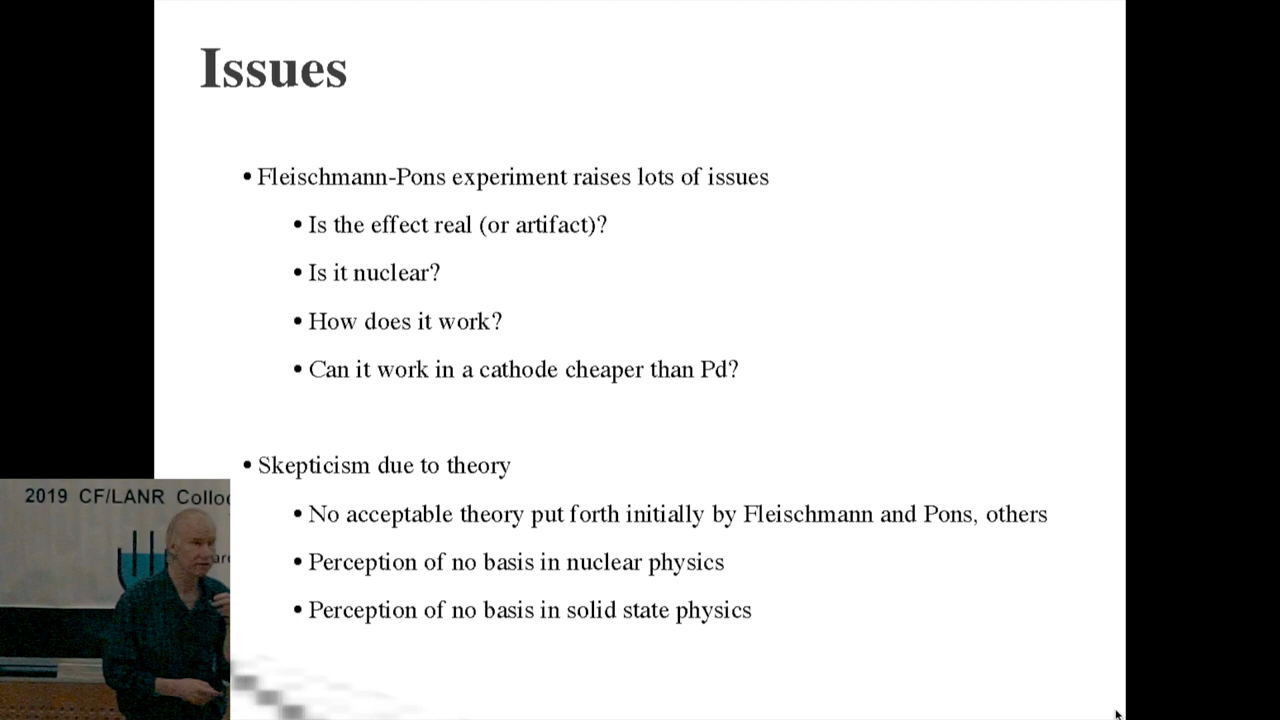 Issues
• Fleischmann-Pons experiment raises lots of issues
• Is the effect real (or artifact)?
• Is it nuclear?
• How does it work?
• Can it work in a cathode cheaper than Pd?
• Skepticism due to theory
• No acceptable theory put forth initially by Fleischmann and Pons, others
• Perception of no basis in nuclear physics
• Perception of no basis in solid state physics
2019 CF/LANR